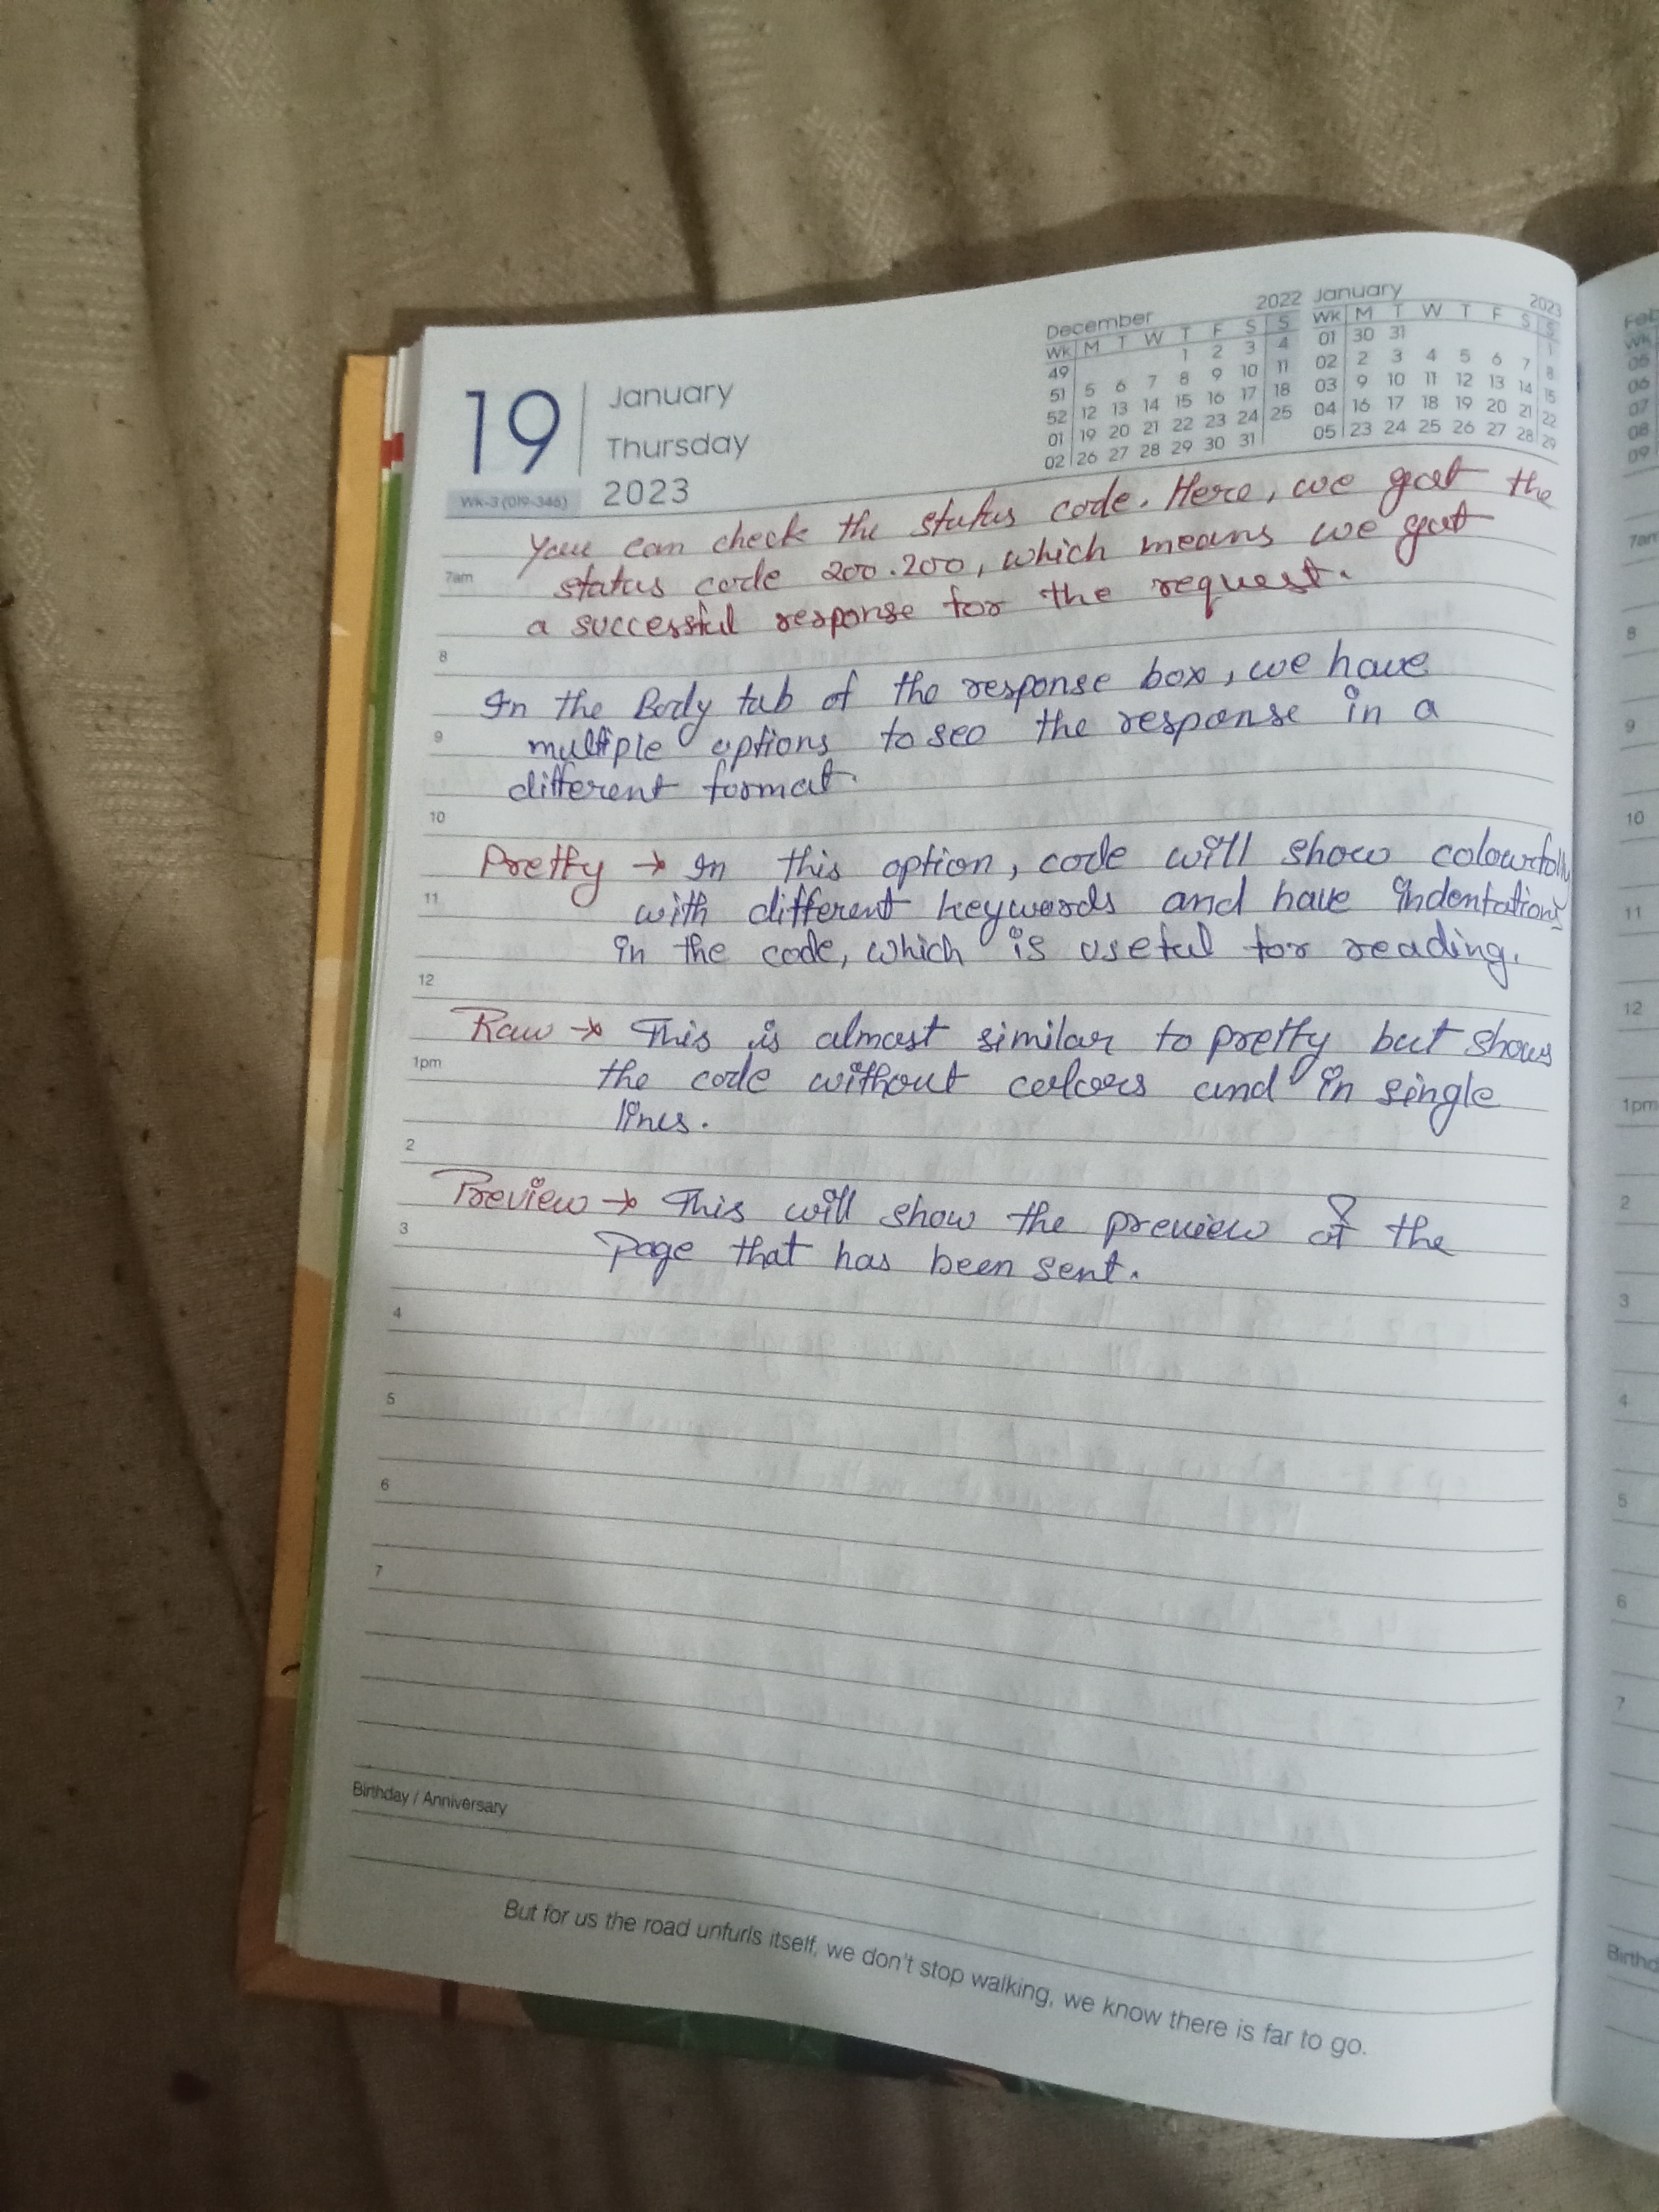 19
January
Thursday
2023
Wk-3 (019-346)
December 2022
Wk M T W T F S S
49 1 2 3 4
51 5 6 7 8 9 10 11
52 12 13 14 15 16 17 18
01 19 20 21 22 23 24 25
02 26 27 28 29 30 31
January 2023
Wk M T W T F S S
01 30 31 1
02 2 3 4 5 6 7 8
03 9 10 11 12 13 14 15
04 16 17 18 19 20 21 22
05 23 24 25 26 27 28 29
You can check the status code. Here, we got the
7am status code 200.200, which means we got
a successful response for the request.
8
In the Body tab of the response box, we have
9 multiple options to see the response in a
different format.
10
Pretty → In this option, code will show colourfully
11 with different keywords and have indentations
in the code, which is useful for reading.
12
Raw → This is almost similar to pretty but shows
1pm the code without colors and in single
lines.
2
Preview → This will show the preview of the
3 Page that has been sent.
4
5
6
7
Birthday / Anniversary
But for us the road unfurls itself, we don't stop walking, we know there is far to go.
Feb
Wk
05
06
07
08
09
7am
8
9
10
11
12
1pm
2
3
4
5
6
7
Birthd